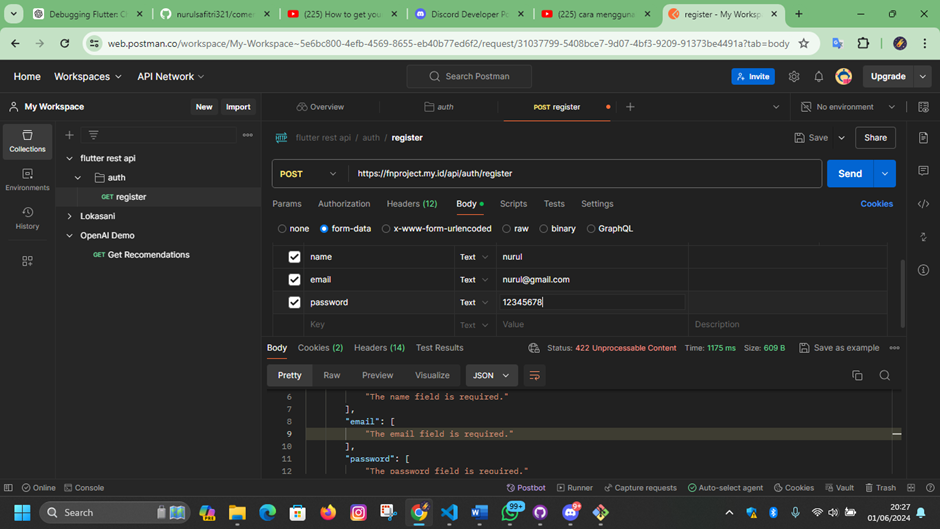 Debugging Flutter: C
nurulsafitri321/comer
(225) How to get your
Discord Developer Po
(225) cara mengguna
register - My Workspa
web.postman.co/workspace/My-Workspace~5e6bc800-4efb-4569-8655-eb40b77ed6f2/request/31037799-5408bce7-9d07-4bf3-9209-91373be4491a?tab=body
Home Workspaces API Network Search Postman Invite Upgrade
My Workspace New Import Overview auth POST register No environment
Collections
Environments
History
flutter rest api
auth
GET register
Lokasani
OpenAI Demo
GET Get Recomendations
HTTP flutter rest api / auth / register Save Share
POST https://fnproject.my.id/api/auth/register Send
Params Authorization Headers (12) Body Scripts Tests Settings Cookies
none form-data x-www-form-urlencoded raw binary GraphQL
name Text nurul
email Text nurul@gmail.com
password Text 12345678
Key Text Value Description
Body Cookies (2) Headers (14) Test Results Status: 422 Unprocessable Content Time: 1175 ms Size: 609 B Save as example
Pretty Raw Preview Visualize JSON
6 "The name field is required."
7 ],
8 "email": [
9 "The email field is required."
10 ],
11 "password": [
12 "The password field is required."
Online Console Postbot Runner Capture requests Auto-select agent Cookies Vault Trash
Search 99+ 9+ 20:27
01/06/2024